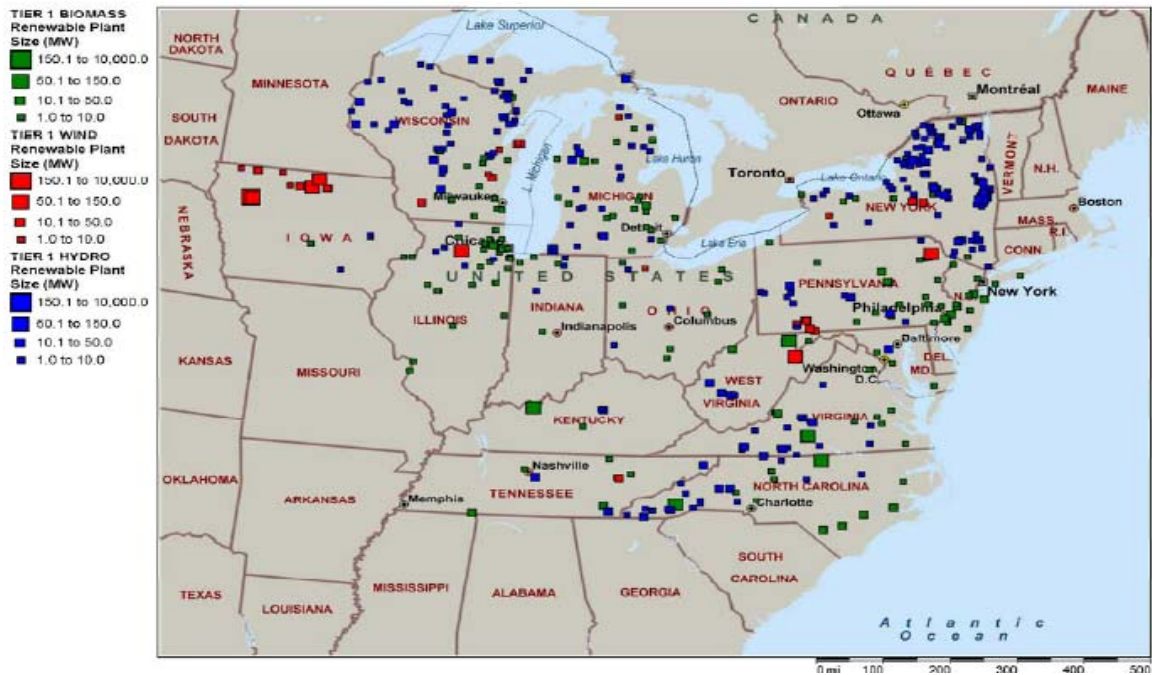 TIER 1 BIOMASS
Renewable Plant
Size (MW)
150.1 to 10,000.0
50.1 to 150.0
10.1 to 50.0
1.0 to 10.0
TIER 1 WIND
Renewable Plant
Size (MW)
150.1 to 10,000.0
50.1 to 150.0
10.1 to 50.0
1.0 to 10.0
TIER 1 HYDRO
Renewable Plant
Size (MW)
150.1 to 10,000.0
50.1 to 150.0
10.1 to 50.0
1.0 to 10.0
CANADA
Lake Superior
NORTH
DAKOTA
MINNESOTA
QUÉBEC
MAINE
Montréal
ONTARIO
Ottawa
SOUTH
DAKOTA
WISCONSIN
VERMONT
N.H.
L. Michigan
Lake Huron
Toronto
Lake Ontario
MICHIGAN
Milwaukee
NEW YORK
Boston
MASS.
R.I.
CONN.
Detroit
Lake Erie
NEBRASKA
IOWA
Chicago
UNITED STATES
PENNSYLVANIA
N.J.
New York
INDIANA
OHIO
ILLINOIS
Philadelphia
Indianapolis
Columbus
Baltimore
KANSAS
MISSOURI
Washington
D.C.
DEL.
MD.
WEST
VIRGINIA
VIRGINIA
KENTUCKY
OKLAHOMA
ARKANSAS
Nashville
TENNESSEE
Memphis
NORTH CAROLINA
Charlotte
TEXAS
LOUISIANA
MISSISSIPPI
ALABAMA
GEORGIA
SOUTH
CAROLINA
Atlantic
Ocean
0 mi 100 200 300 400 500